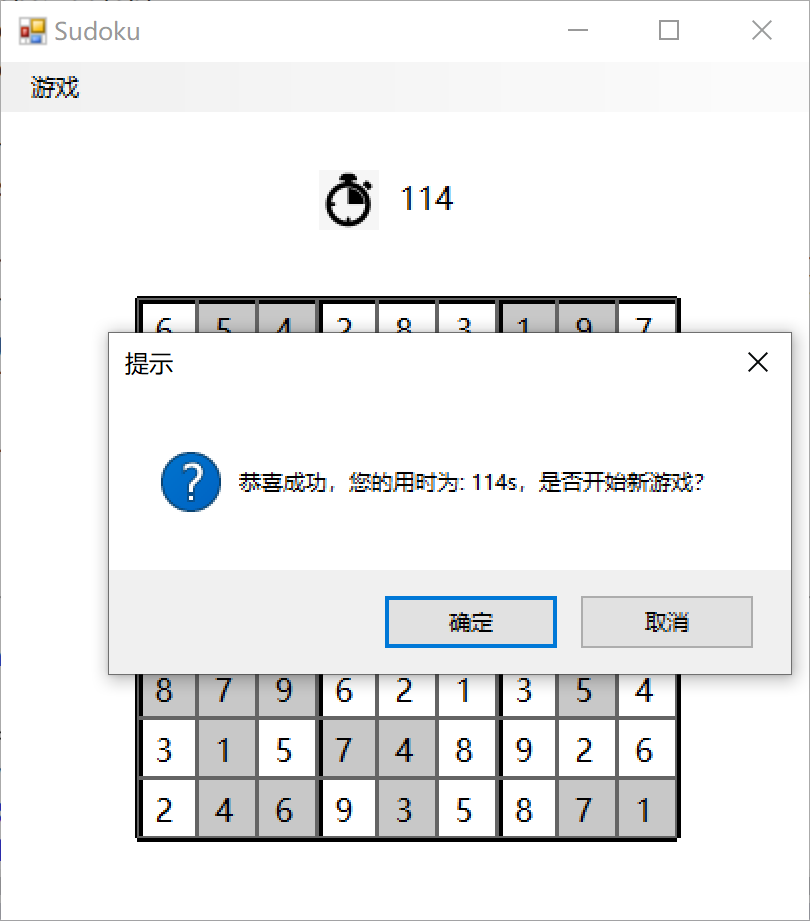 Sudoku
游戏
114
6 5 4 2 8 3 1 9 7
提示
恭喜成功，您的用时为: 114s，是否开始新游戏?
确定 取消
8 7 9 6 2 1 3 5 4
3 1 5 7 4 8 9 2 6
2 4 6 9 3 5 8 7 1